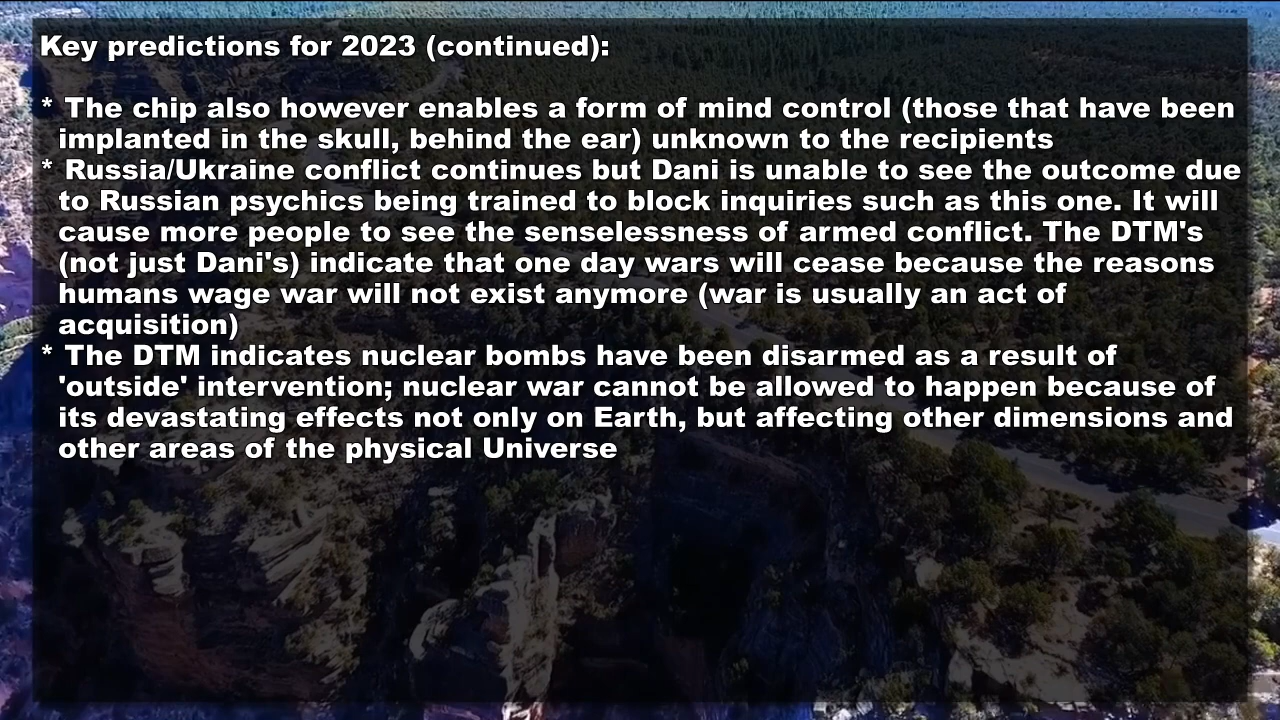 Key predictions for 2023 (continued):
* The chip also however enables a form of mind control (those that have been
implanted in the skull, behind the ear) unknown to the recipients
* Russia/Ukraine conflict continues but Dani is unable to see the outcome due
to Russian psychics being trained to block inquiries such as this one. It will
cause more people to see the senselessness of armed conflict. The DTM's
(not just Dani's) indicate that one day wars will cease because the reasons
humans wage war will not exist anymore (war is usually an act of
acquisition)
* The DTM indicates nuclear bombs have been disarmed as a result of
'outside' intervention; nuclear war cannot be allowed to happen because of
its devastating effects not only on Earth, but affecting other dimensions and
other areas of the physical Universe